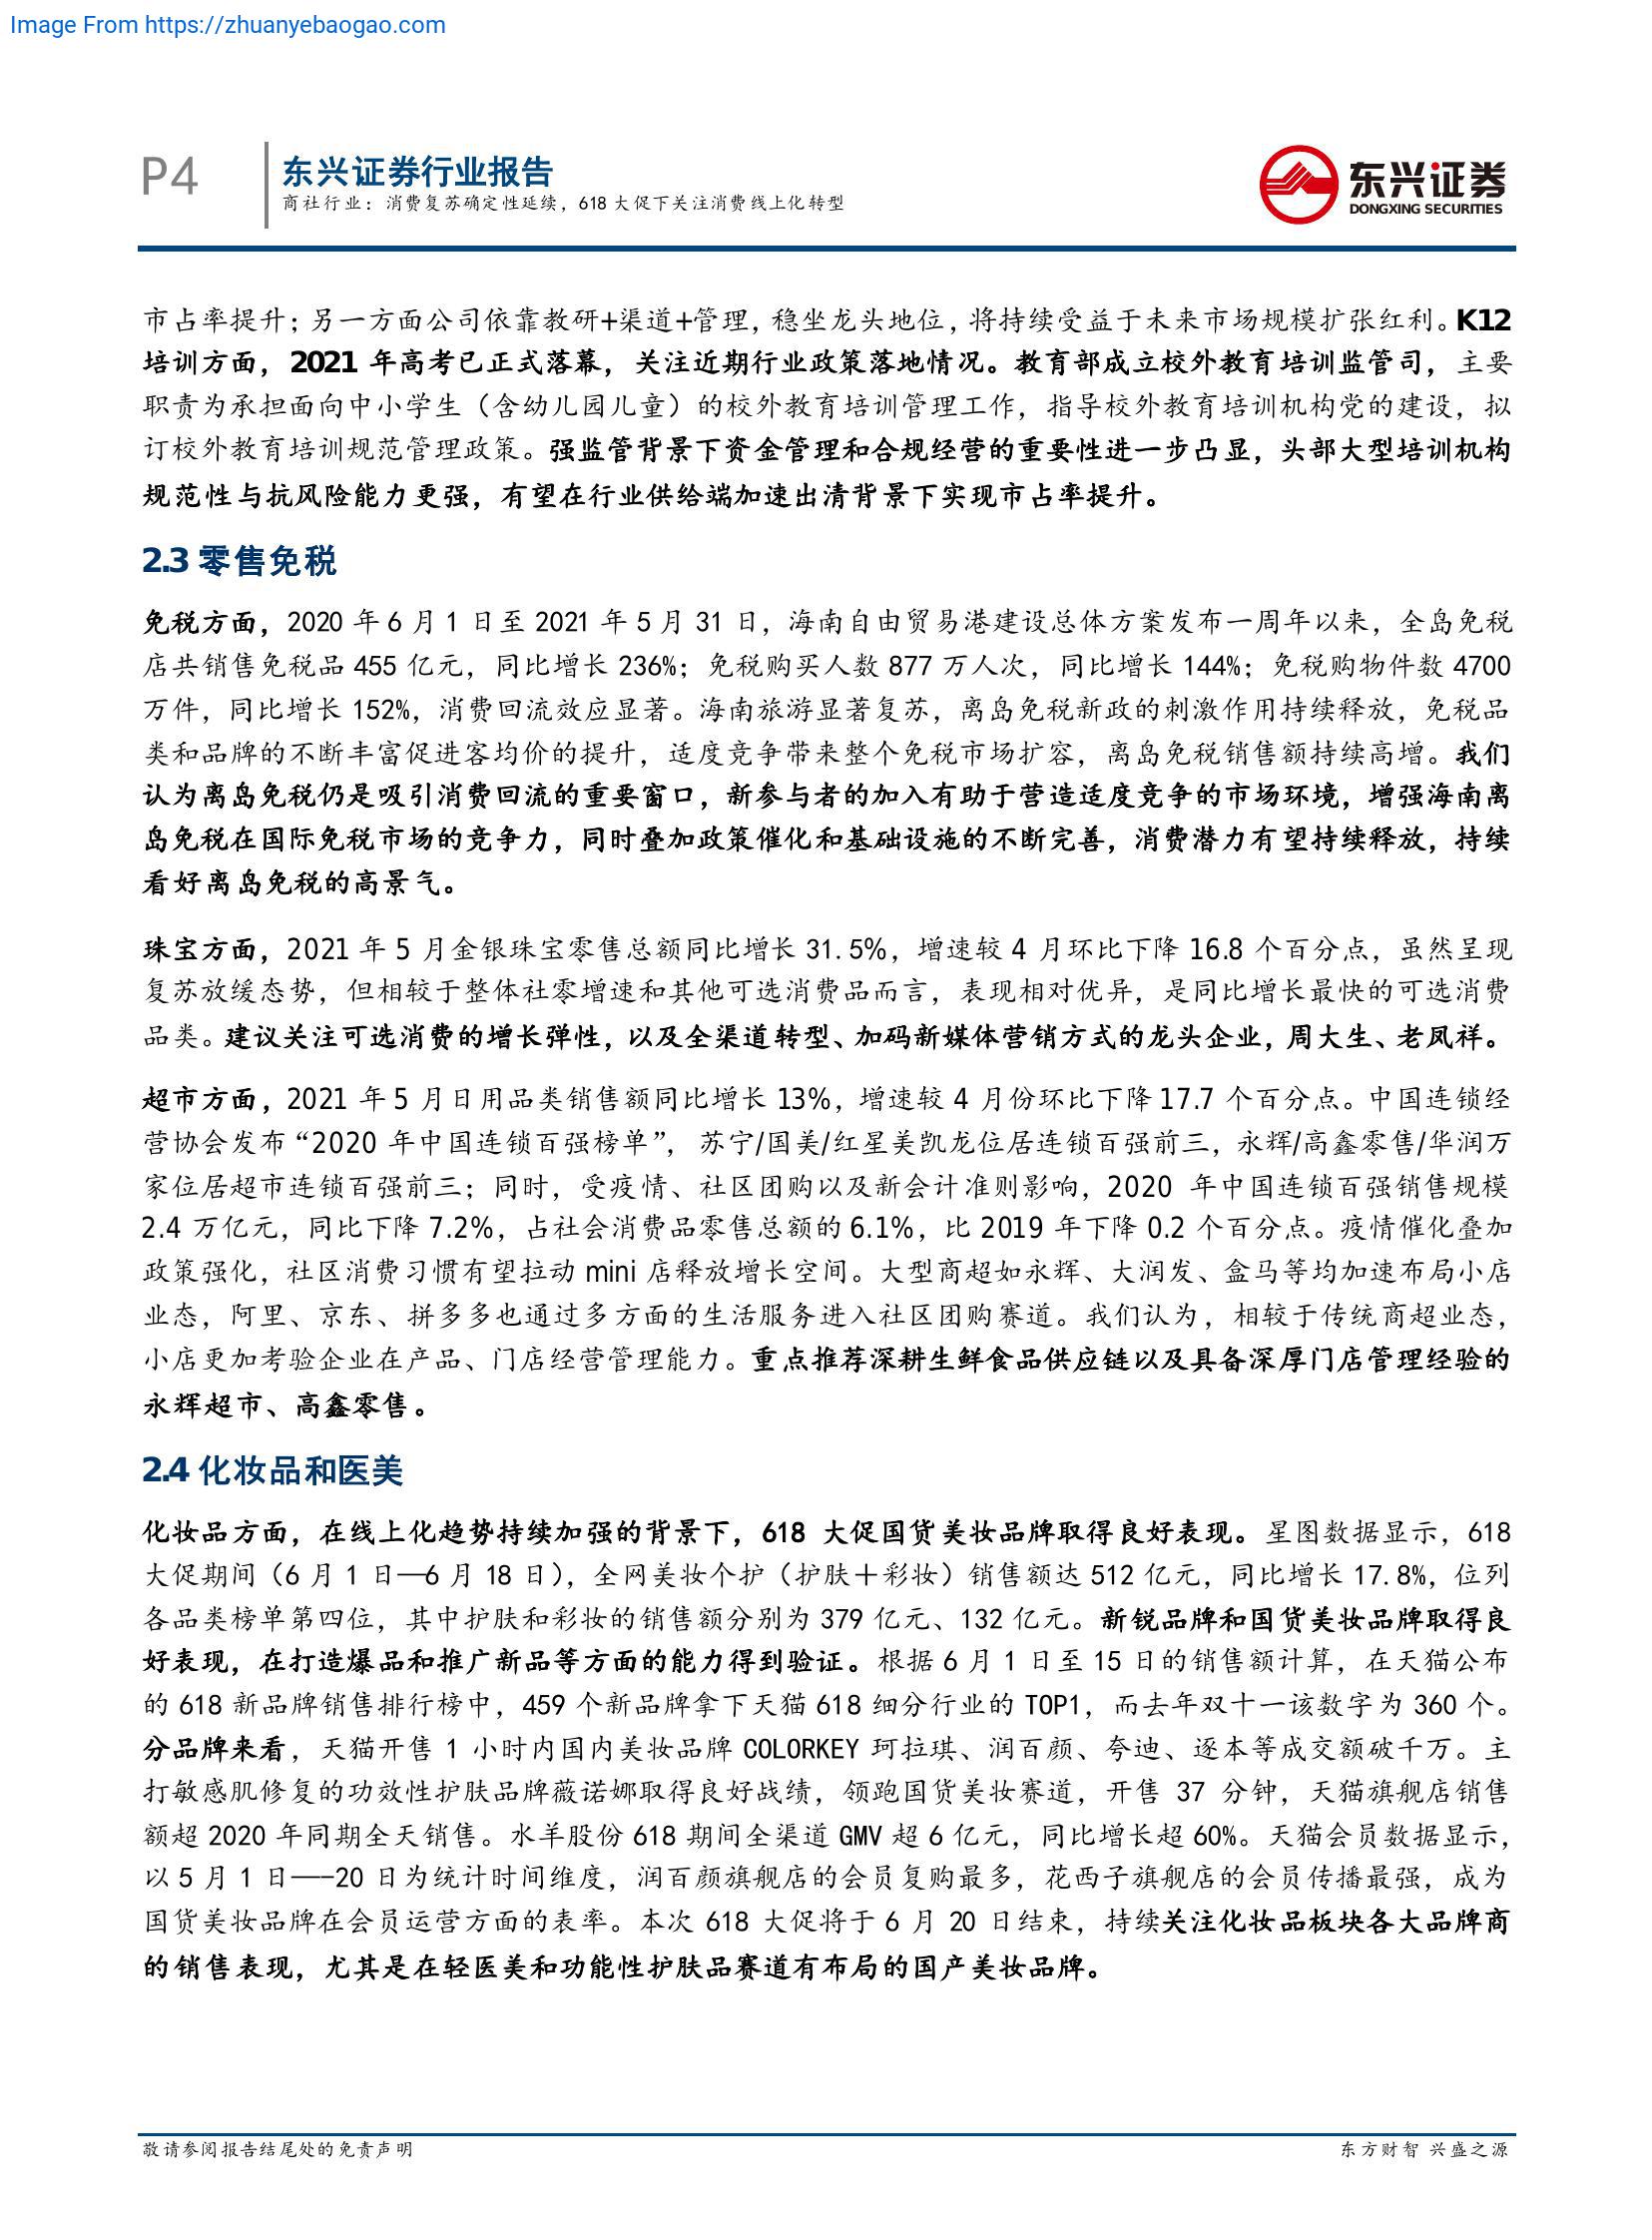 Image From https://zhuanyebaogao.com
P4
东兴证券行业报告
商社行业：消费复苏确定性延续，618 大促下关注消费线上化转型
东兴证券
DONGXING SECURITIES
市占率提升；另一方面公司依靠教研+渠道+管理，稳坐龙头地位，将持续受益于未来市场规模扩张红利。K12
培训方面，2021 年高考已正式落幕，关注近期行业政策落地情况。教育部成立校外教育培训监管司，主要
职责为承担面向中小学生（含幼儿园儿童）的校外教育培训管理工作，指导校外教育培训机构党的建设，拟
订校外教育培训规范管理政策。强监管背景下资金管理和合规经营的重要性进一步凸显，头部大型培训机构
规范性与抗风险能力更强，有望在行业供给端加速出清背景下实现市占率提升。
2.3 零售免税
免税方面，2020 年 6 月 1 日至 2021 年 5 月 31 日，海南自由贸易港建设总体方案发布一周年以来，全岛免税
店共销售免税品 455 亿元，同比增长 236%；免税购买人数 877 万人次，同比增长 144%；免税购物件数 4700
万件，同比增长 152%，消费回流效应显著。海南旅游显著复苏，离岛免税新政的刺激作用持续释放，免税品
类和品牌的不断丰富促进客均价的提升，适度竞争带来整个免税市场扩容，离岛免税销售额持续高增。我们
认为离岛免税仍是吸引消费回流的重要窗口，新参与者的加入有助于营造适度竞争的市场环境，增强海南离
岛免税在国际免税市场的竞争力，同时叠加政策催化和基础设施的不断完善，消费潜力有望持续释放，持续
看好离岛免税的高景气。
珠宝方面，2021 年 5 月金银珠宝零售总额同比增长 31.5%，增速较 4 月环比下降 16.8 个百分点，虽然呈现
复苏放缓态势，但相较于整体社零增速和其他可选消费品而言，表现相对优异，是同比增长最快的可选消费
品类。建议关注可选消费的增长弹性，以及全渠道转型、加码新媒体营销方式的龙头企业，周大生、老凤祥。
超市方面，2021 年 5 月日用品类销售额同比增长 13%，增速较 4 月份环比下降 17.7 个百分点。中国连锁经
营协会发布“2020 年中国连锁百强榜单”，苏宁/国美/红星美凯龙位居连锁百强前三，永辉/高鑫零售/华润万
家位居超市连锁百强前三；同时，受疫情、社区团购以及新会计准则影响，2020 年中国连锁百强销售规模
2.4 万亿元，同比下降 7.2%，占社会消费品零售总额的 6.1%，比 2019 年下降 0.2 个百分点。疫情催化叠加
政策强化，社区消费习惯有望拉动 mini 店释放增长空间。大型商超如永辉、大润发、盒马等均加速布局小店
业态，阿里、京东、拼多多也通过多方面的生活服务进入社区团购赛道。我们认为，相较于传统商超业态，
小店更加考验企业在产品、门店经营管理能力。重点推荐深耕生鲜食品供应链以及具备深厚门店管理经验的
永辉超市、高鑫零售。
2.4 化妆品和医美
化妆品方面，在线上化趋势持续加强的背景下，618 大促国货美妆品牌取得良好表现。星图数据显示，618
大促期间（6 月 1 日—6 月 18 日），全网美妆个护（护肤＋彩妆）销售额达 512 亿元，同比增长 17.8%，位列
各品类榜单第四位，其中护肤和彩妆的销售额分别为 379 亿元、132 亿元。新锐品牌和国货美妆品牌取得良
好表现，在打造爆品和推广新品等方面的能力得到验证。根据 6 月 1 日至 15 日的销售额计算，在天猫公布
的 618 新品牌销售排行榜中，459 个新品牌拿下天猫 618 细分行业的 TOP1，而去年双十一该数字为 360 个。
分品牌来看，天猫开售 1 小时内国内美妆品牌 COLORKEY 珂拉琪、润百颜、夸迪、逐本等成交额破千万。主
打敏感肌修复的功效性护肤品牌薇诺娜取得良好战绩，领跑国货美妆赛道，开售 37 分钟，天猫旗舰店销售
额超 2020 年同期全天销售。水羊股份 618 期间全渠道 GMV 超 6 亿元，同比增长超 60%。天猫会员数据显示，
以 5 月 1 日——20 日为统计时间维度，润百颜旗舰店的会员复购最多，花西子旗舰店的会员传播最强，成为
国货美妆品牌在会员运营方面的表率。本次 618 大促将于 6 月 20 日结束，持续关注化妆品板块各大品牌商
的销售表现，尤其是在轻医美和功能性护肤品赛道有布局的国产美妆品牌。
敬请参阅报告结尾处的免责声明
东方财智 兴盛之源